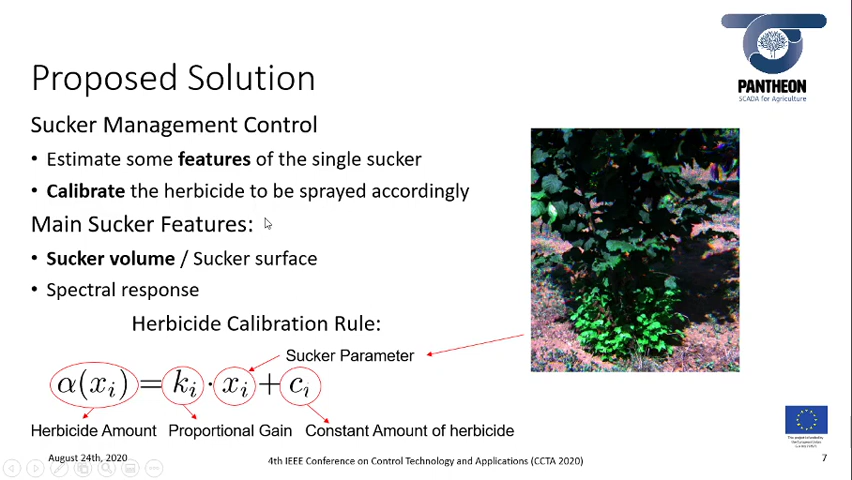 PANTHEON
SCADA for Agriculture
Proposed Solution
Sucker Management Control
• Estimate some features of the single sucker
• Calibrate the herbicide to be sprayed accordingly
Main Sucker Features:
• Sucker volume / Sucker surface
• Spectral response
Herbicide Calibration Rule:
Sucker Parameter
α(xᵢ) = kᵢ · xᵢ + cᵢ
Herbicide Amount Proportional Gain Constant Amount of herbicide
August 24th, 2020
4th IEEE Conference on Control Technology and Applications (CCTA 2020)
7